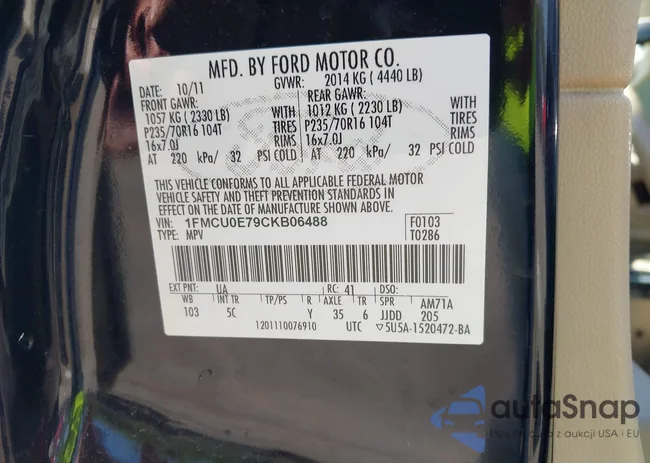 MFD. BY FORD MOTOR CO.
DATE: 10/11 GVWR: 2014 KG ( 4440 LB)
FRONT GAWR: REAR GAWR:
1057 KG ( 2330 LB) 1012 KG ( 2230 LB)
P235/70R16 104T TIRES P235/70R16 104T TIRES
16x7.0J RIMS 16x7.0J RIMS
AT 220 kPa/ 32 PSI COLD AT 220 kPa/ 32 PSI COLD
THIS VEHICLE CONFORMS TO ALL APPLICABLE FEDERAL MOTOR
VEHICLE SAFETY AND THEFT PREVENTION STANDARDS IN
EFFECT ON THE DATE OF MANUFACTURE SHOWN ABOVE.
VIN: 1FMCU0E79CKB06488 F0103
TYPE: MPV T0286
EXT PNT: UA RC: 41 DSO:
WB INT TR TP/PS R AXLE TR SPR AM71A
103 5C Y 35 6 JJDD 205
1201110076910 UTC ▽5U5A-1520472-BA
autaSnap
auta z aukcji USA i EU